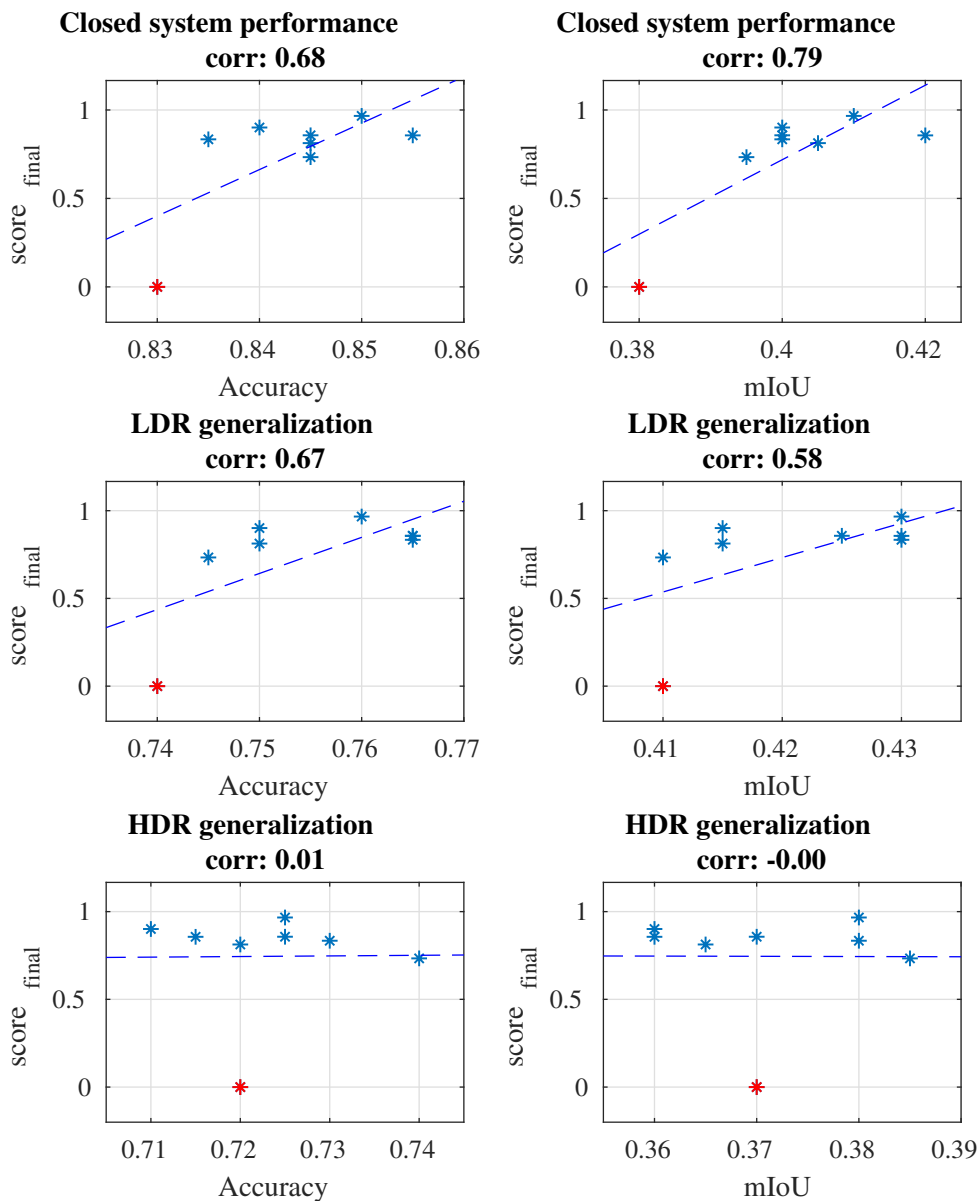 Closed system performance
corr: 0.68
1
0.5
0
score final
0.83 0.84 0.85 0.86
Accuracy
Closed system performance
corr: 0.79
1
0.5
0
score final
0.38 0.4 0.42
mIoU
LDR generalization
corr: 0.67
1
0.5
0
score final
0.74 0.75 0.76 0.77
Accuracy
LDR generalization
corr: 0.58
1
0.5
0
score final
0.41 0.42 0.43
mIoU
HDR generalization
corr: 0.01
1
0.5
0
score final
0.71 0.72 0.73 0.74
Accuracy
HDR generalization
corr: -0.00
1
0.5
0
score final
0.36 0.37 0.38 0.39
mIoU